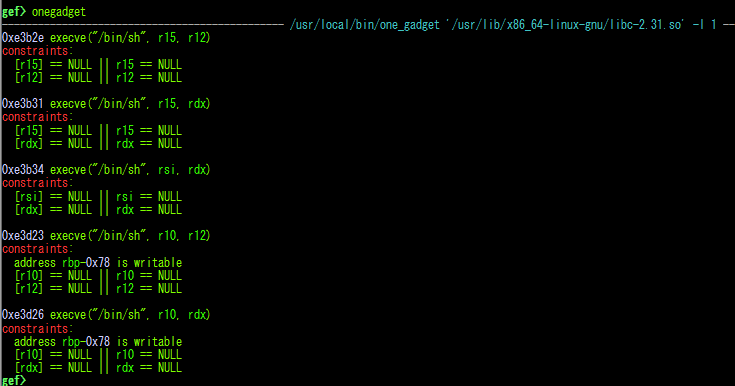 gef> onegadget
------------------------------------------------ /usr/local/bin/one_gadget '/usr/lib/x86_64-linux-gnu/libc-2.31.so' -l 1 --
0xe3b2e execve("/bin/sh", r15, r12)
constraints:
  [r15] == NULL || r15 == NULL
  [r12] == NULL || r12 == NULL
0xe3b31 execve("/bin/sh", r15, rdx)
constraints:
  [r15] == NULL || r15 == NULL
  [rdx] == NULL || rdx == NULL
0xe3b34 execve("/bin/sh", rsi, rdx)
constraints:
  [rsi] == NULL || rsi == NULL
  [rdx] == NULL || rdx == NULL
0xe3d23 execve("/bin/sh", r10, r12)
constraints:
  address rbp-0x78 is writable
  [r10] == NULL || r10 == NULL
  [r12] == NULL || r12 == NULL
0xe3d26 execve("/bin/sh", r10, rdx)
constraints:
  address rbp-0x78 is writable
  [r10] == NULL || r10 == NULL
  [rdx] == NULL || rdx == NULL
gef>